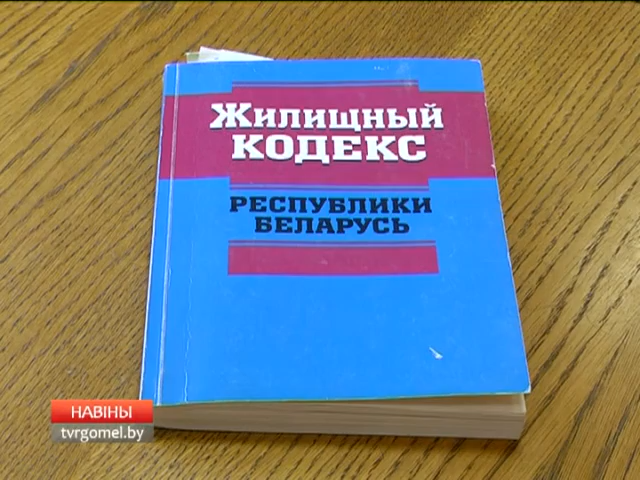 Жилищный
КОДЕКС
РЕСПУБЛИКИ
БЕЛАРУСЬ
НАВІНЫ
tvrgomel.by